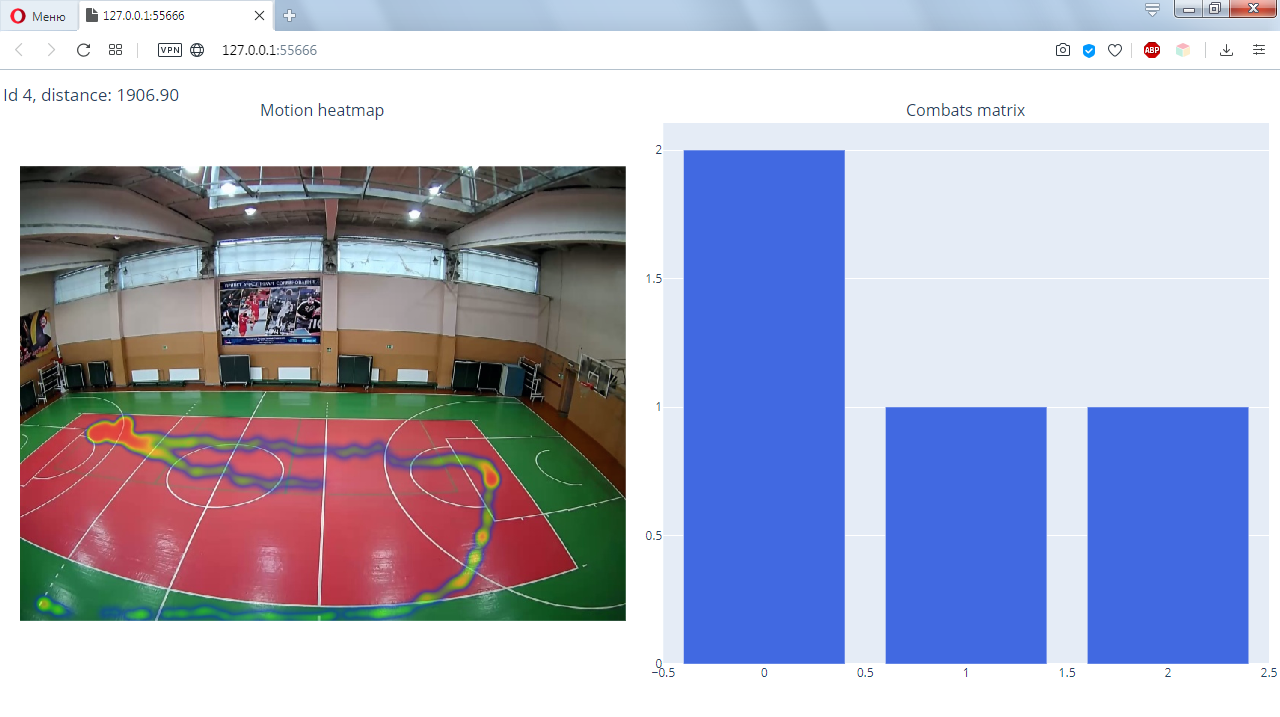 Меню
127.0.0.1:55666
VPN
127.0.0.1:55666
ABP
Id 4, distance: 1906.90
Motion heatmap
Combats matrix
2
1.5
1
0.5
0
−0.5
0
0.5
1
1.5
2
2.5